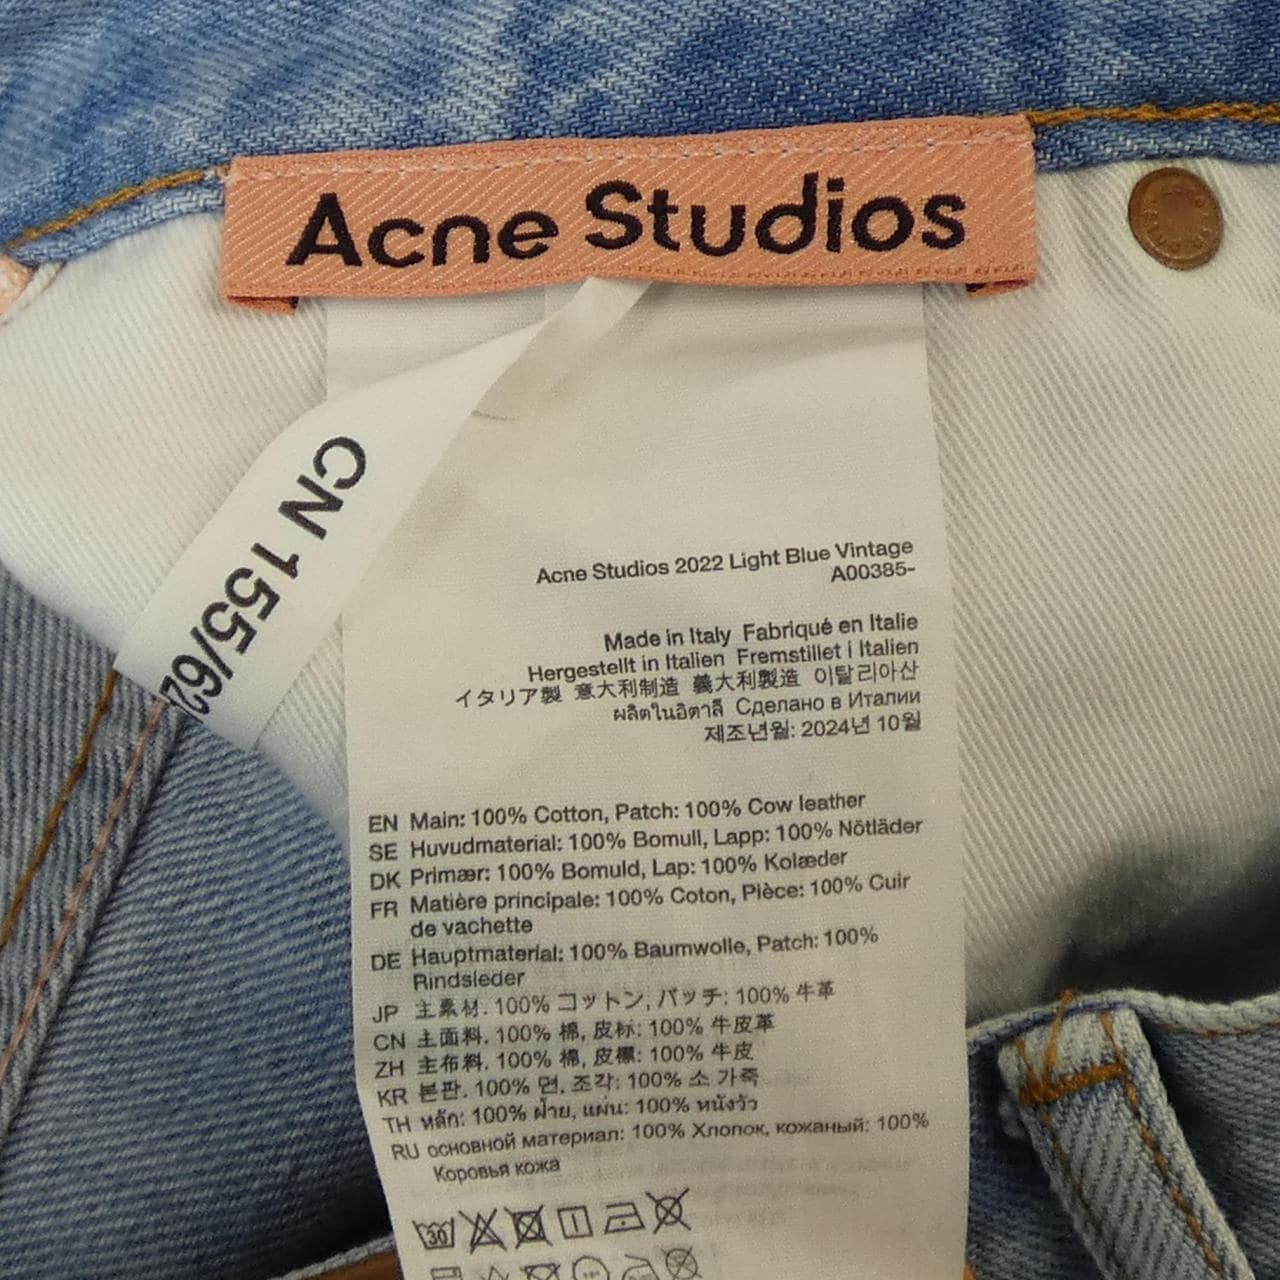 Acne Studios
CN 155/62
Acne Studios 2022 Light Blue Vintage
A00385-
Made in Italy Fabriqué en Italie
Hergestellt in Italien Fremstillet i Italien
イタリア製 意大利制造 義大利製造 이탈리아산
ผลิตในอิตาลี Сделано в Италии
제조년월: 2024년 10월
EN Main: 100% Cotton, Patch: 100% Cow leather
SE Huvudmaterial: 100% Bomull, Lapp: 100% Nötläder
DK Primær: 100% Bomuld, Lap: 100% Kolæder
FR Matière principale: 100% Coton, Pièce: 100% Cuir
de vachette
DE Hauptmaterial: 100% Baumwolle, Patch: 100%
Rindsleder
JP 主素材. 100% コットン, パッチ: 100% 牛革
CN 主面料. 100% 棉, 皮标: 100% 牛皮革
ZH 主布料. 100% 棉, 皮標: 100% 牛皮
KR 본판. 100% 면, 조각: 100% 소 가죽
TH หลัก: 100% ฝ้าย, แผ่น: 100% หนังวัว
RU основной материал: 100% Хлопок, кожаный: 100%
Коровья кожа
30